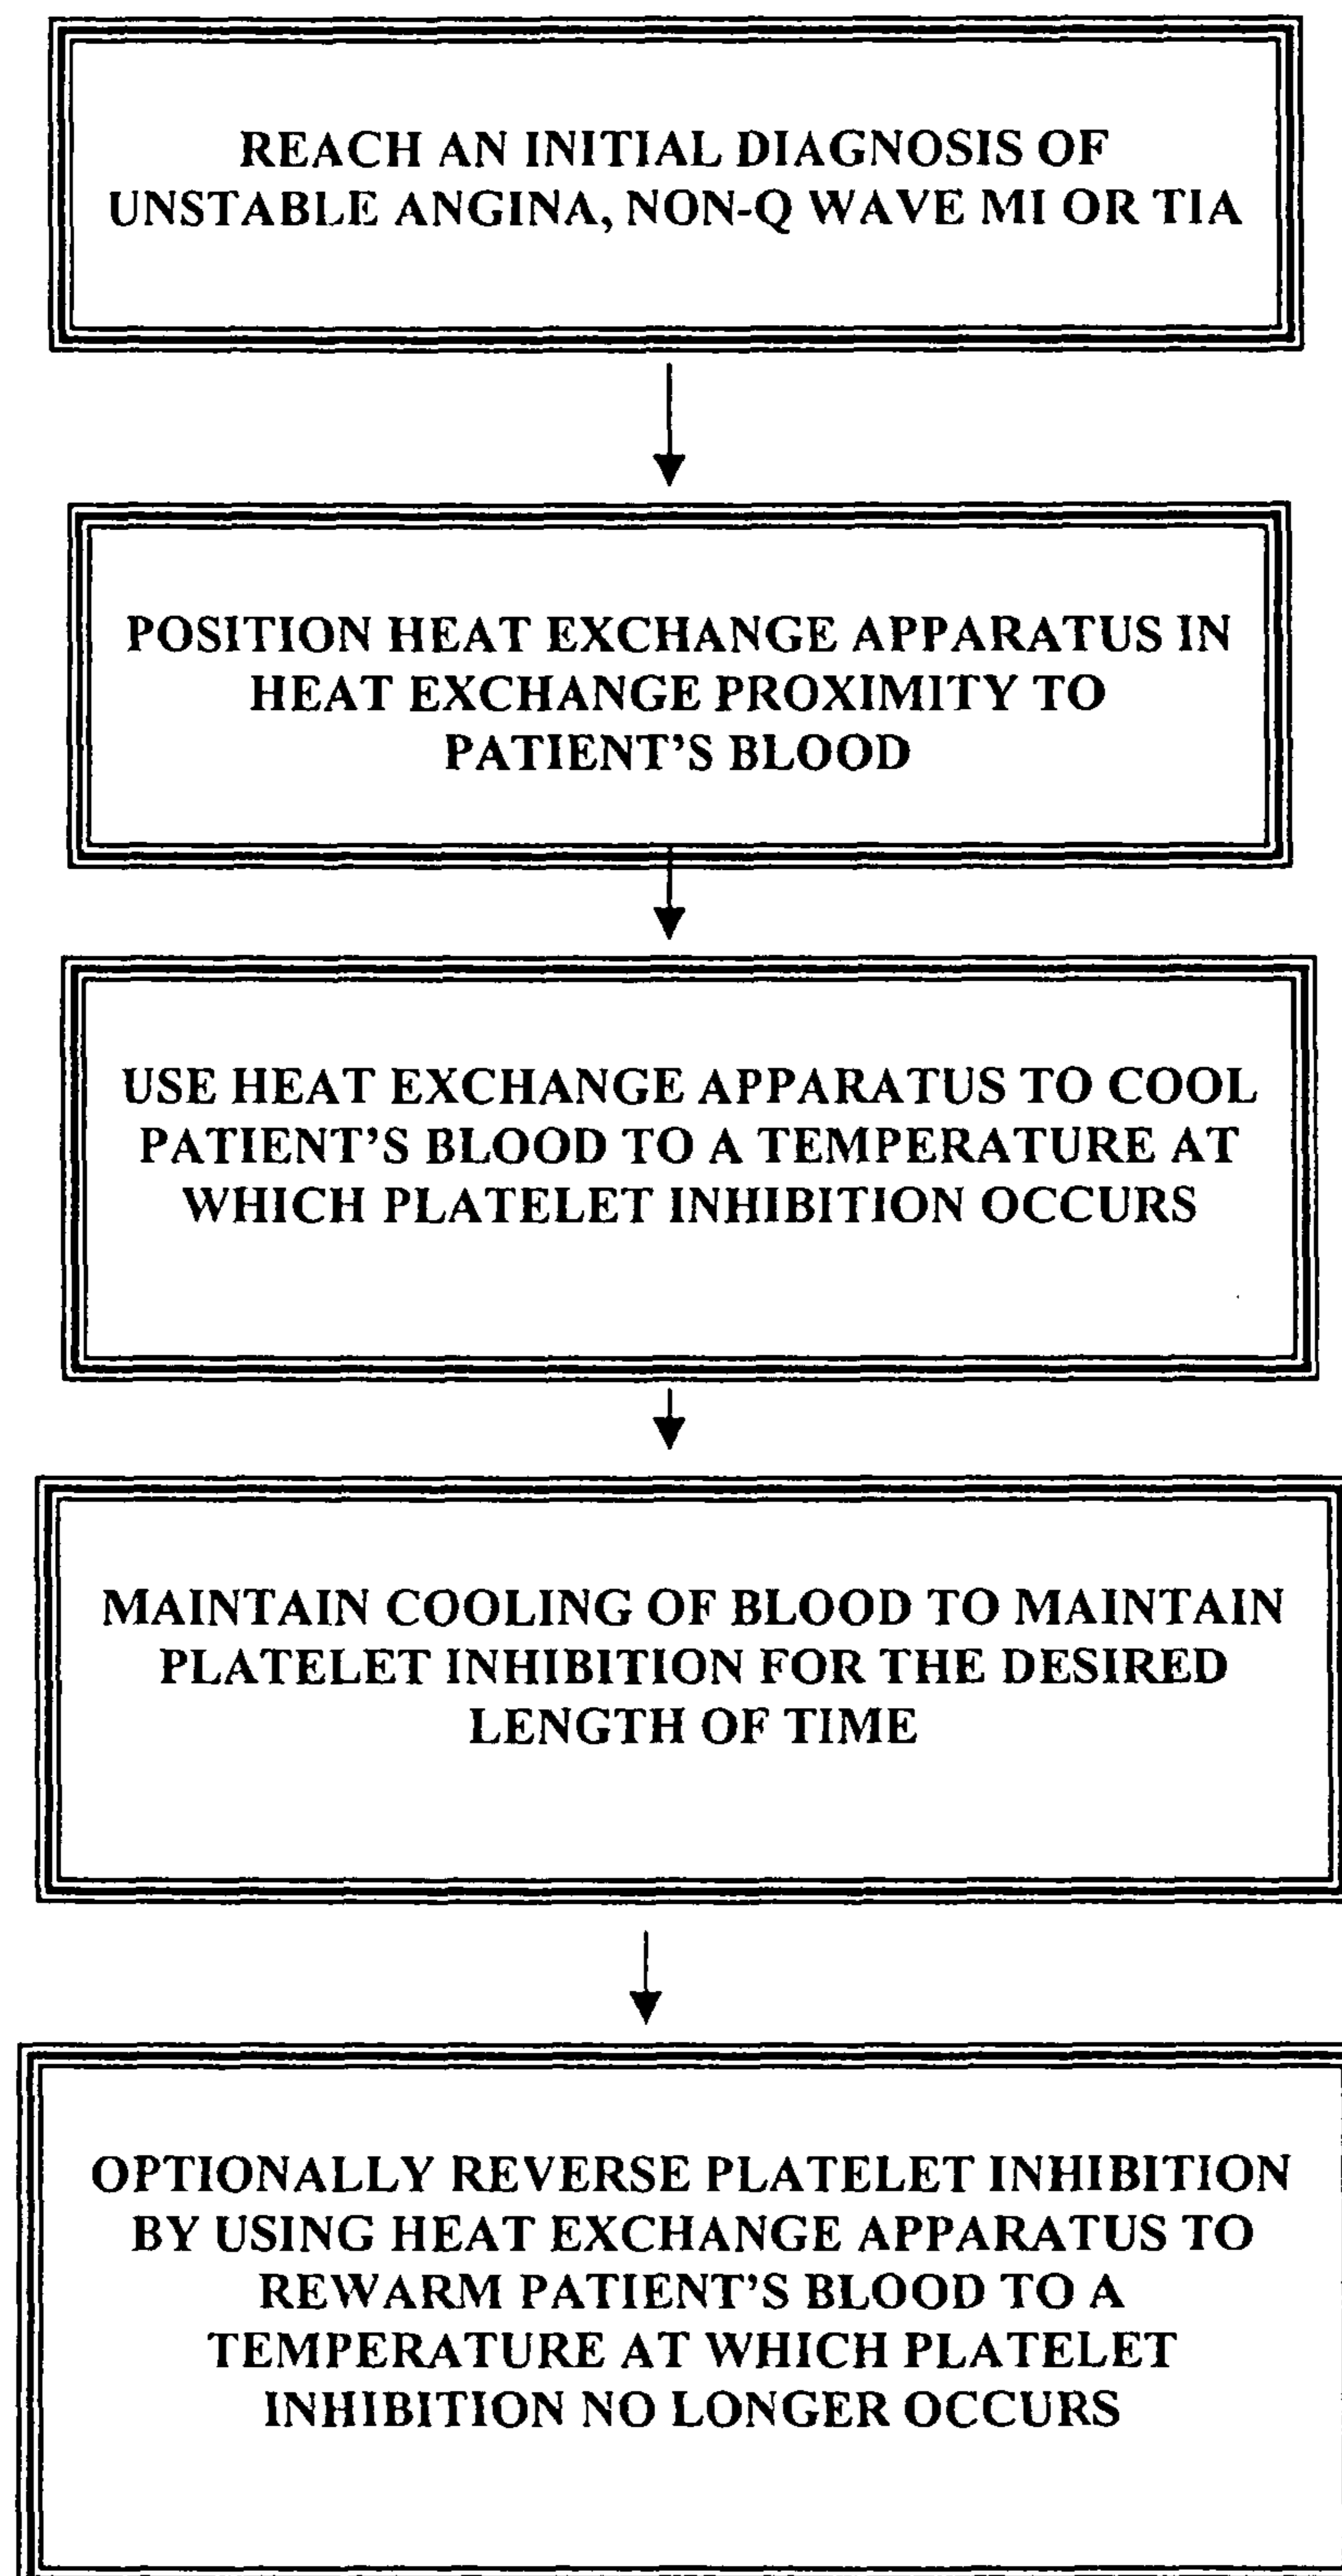 REACH AN INITIAL DIAGNOSIS OF
UNSTABLE ANGINA, NON-Q WAVE MI OR TIA
POSITION HEAT EXCHANGE APPARATUS IN
HEAT EXCHANGE PROXIMITY TO
PATIENT'S BLOOD
USE HEAT EXCHANGE APPARATUS TO COOL
PATIENT'S BLOOD TO A TEMPERATURE AT
WHICH PLATELET INHIBITION OCCURS
MAINTAIN COOLING OF BLOOD TO MAINTAIN
PLATELET INHIBITION FOR THE DESIRED
LENGTH OF TIME
OPTIONALLY REVERSE PLATELET INHIBITION
BY USING HEAT EXCHANGE APPARATUS TO
REWARM PATIENT'S BLOOD TO A
TEMPERATURE AT WHICH PLATELET
INHIBITION NO LONGER OCCURS